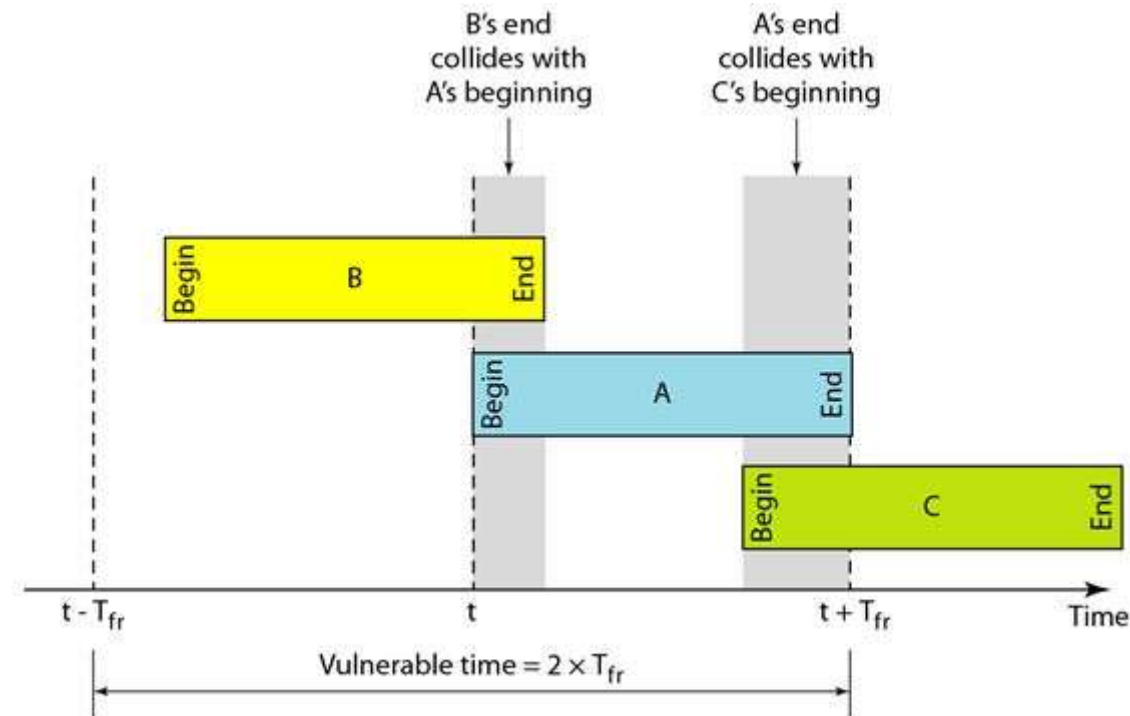 B's end
collides with
A's beginning
A's end
collides with
C's beginning
Begin
B
End
Begin
A
End
Begin
C
End
t - Tfr
t
t + Tfr
Time
Vulnerable time = 2 × Tfr